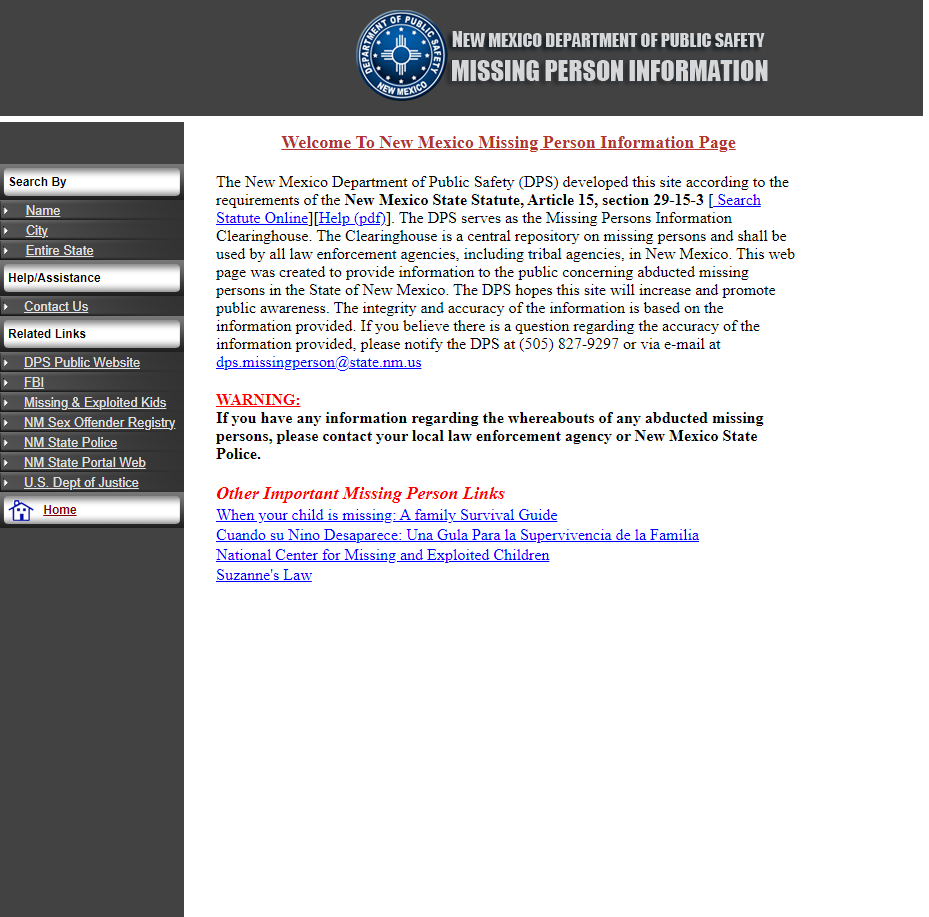 DEPARTMENT OF PUBLIC SAFETY
NEW MEXICO
NEW MEXICO DEPARTMENT OF PUBLIC SAFETY
MISSING PERSON INFORMATION
Search By
Name
City
Entire State
Help/Assistance
Contact Us
Related Links
DPS Public Website
FBI
Missing & Exploited Kids
NM Sex Offender Registry
NM State Police
NM State Portal Web
U.S. Dept of Justice
Home
Welcome To New Mexico Missing Person Information Page
The New Mexico Department of Public Safety (DPS) developed this site according to the
requirements of the New Mexico State Statute, Article 15, section 29-15-3 [ Search
Statute Online][Help (pdf)]. The DPS serves as the Missing Persons Information
Clearinghouse. The Clearinghouse is a central repository on missing persons and shall be
used by all law enforcement agencies, including tribal agencies, in New Mexico. This web
page was created to provide information to the public concerning abducted missing
persons in the State of New Mexico. The DPS hopes this site will increase and promote
public awareness. The integrity and accuracy of the information is based on the
information provided. If you believe there is a question regarding the accuracy of the
information provided, please notify the DPS at (505) 827-9297 or via e-mail at
dps.missingperson@state.nm.us
WARNING:
If you have any information regarding the whereabouts of any abducted missing
persons, please contact your local law enforcement agency or New Mexico State
Police.
Other Important Missing Person Links
When your child is missing: A family Survival Guide
Cuando su Nino Desaparece: Una Gula Para la Supervivencia de la Familia
National Center for Missing and Exploited Children
Suzanne's Law